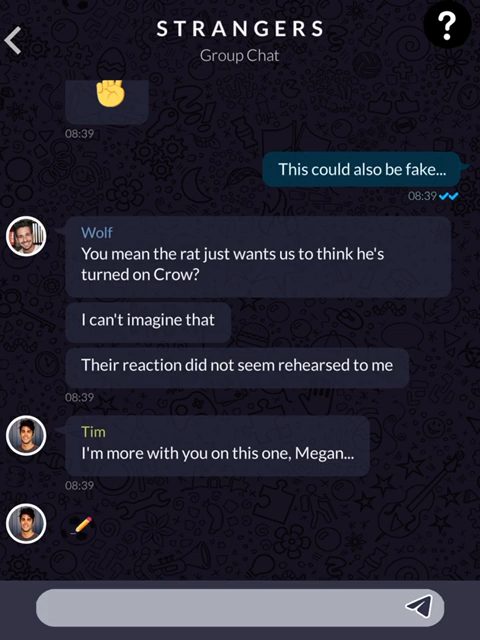 STRANGERS
Group Chat
?
08:39
This could also be fake...
08:39
Wolf
You mean the rat just wants us to think he's
turned on Crow?
I can't imagine that
Their reaction did not seem rehearsed to me
08:39
Tim
I'm more with you on this one, Megan...
08:39